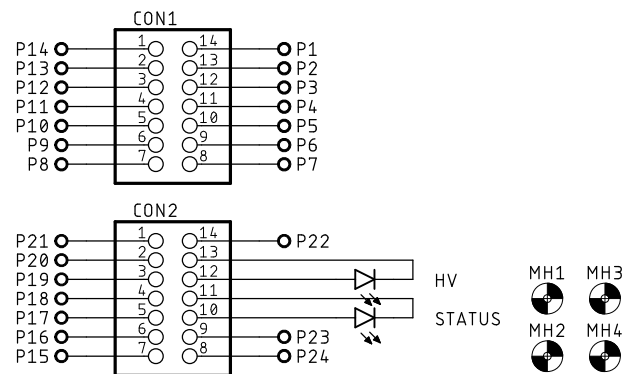 CON1
P14 1 14 P1
P13 2 13 P2
P12 3 12 P3
P11 4 11 P4
P10 5 10 P5
P9 6 9 P6
P8 7 8 P7
CON2
P21 1 14 P22
P20 2 13
P19 3 12 HV
P18 4 11
P17 5 10 STATUS
P16 6 9 P23
P15 7 8 P24
MH1 MH3
MH2 MH4